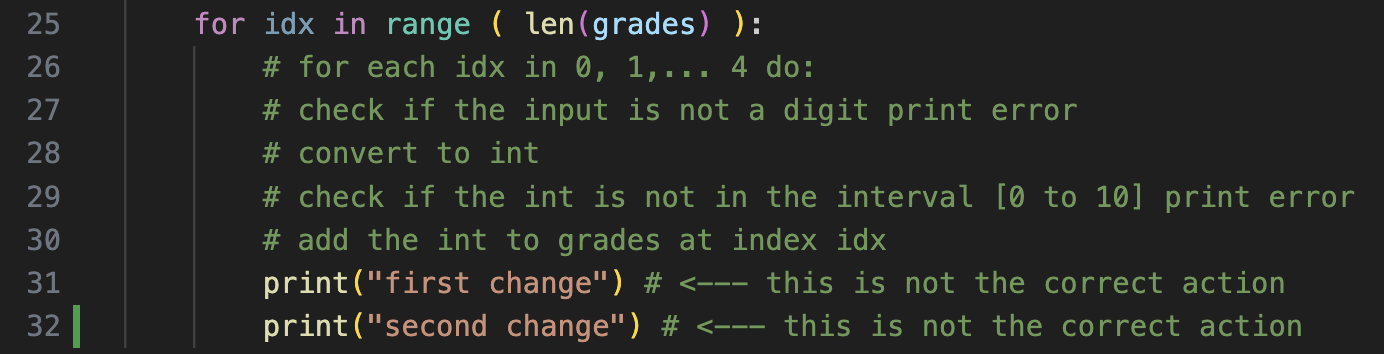 25 for idx in range ( len(grades) ):
26 # for each idx in 0, 1,... 4 do:
27 # check if the input is not a digit print error
28 # convert to int
29 # check if the int is not in the interval [0 to 10] print error
30 # add the int to grades at index idx
31 print("first change") # <--- this is not the correct action
32 print("second change") # <--- this is not the correct action